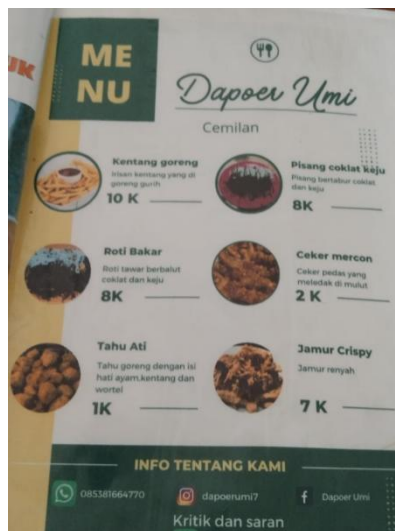 IK
ME
NU
Dapoer Umi
Cemilan
Kentang goreng
Irisan kentang yang di
goreng gurih
10 K
Pisang coklat keju
Pisang bertabur coklat
dan keju
8K
Roti Bakar
Roti tawar berbalut
coklat dan keju
8K
Ceker mercon
Ceker pedas yang
meledak di mulut
2 K
Tahu Ati
Tahu goreng dengan isi
hati ayam,kentang dan
wortel
1K
Jamur Crispy
Jamur renyah
7 K
INFO TENTANG KAMI
085381664770
dapoerumi7
Dapoer Umi
Kritik dan saran